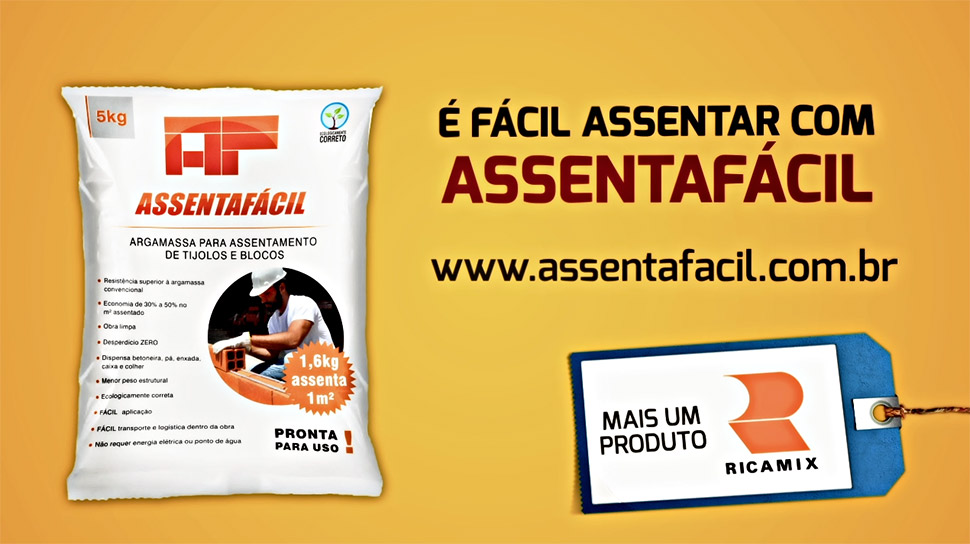 5kg
ECOLOGICAMENTE
CORRETO
AF
ASSENTAFÁCIL
ARGAMASSA PARA ASSENTAMENTO
DE TIJOLOS E BLOCOS
• Resistência superior à argamassa
convencional
• Economia de 30% a 50% no
m² assentado
• Obra limpa
• Desperdício ZERO
• Dispensa betoneira, pá, enxada,
caixa e colher
• Menor peso estrutural
• Ecologicamente correta
• FÁCIL aplicação
• FÁCIL transporte e logística dentro da obra
• Não requer energia elétrica ou ponto de água
1,6kg
assenta
1m²
PRONTA
PARA USO!
É FÁCIL ASSENTAR COM
ASSENTAFÁCIL
www.assentafacil.com.br
MAIS UM
PRODUTO
RICAMIX